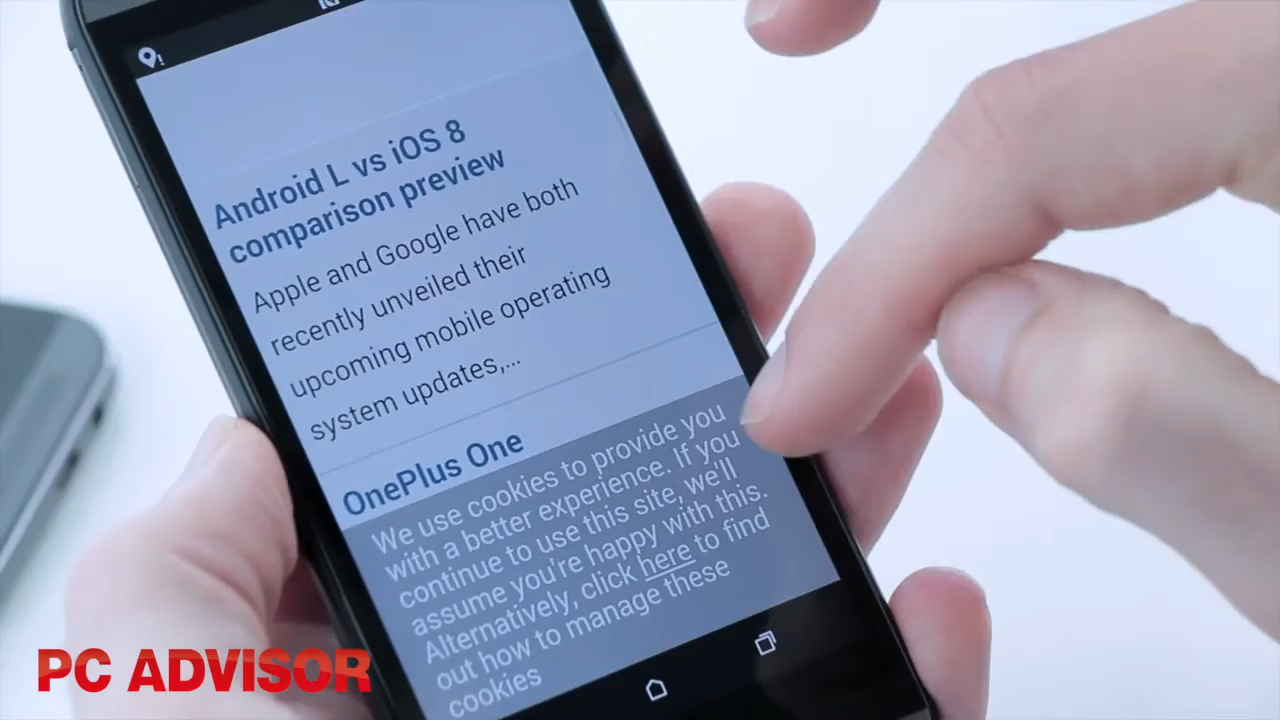 Android L vs iOS 8
comparison preview
Apple and Google have both
recently unveiled their
upcoming mobile operating
system updates,...
OnePlus One
We use cookies to provide you
with a better experience. If you
continue to use this site, we'll
assume you're happy with this.
Alternatively, click here to find
out how to manage these
cookies
PC ADVISOR